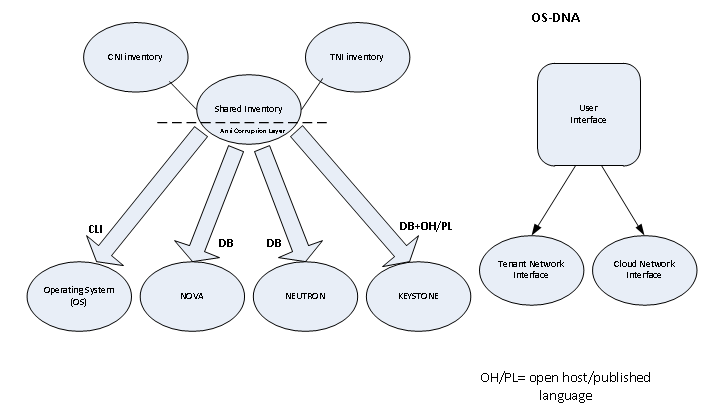 OS-DNA
CNI inventory
TNI inventory
Shared Inventory
Anti Corruption Layer
User
Interface
CLI
DB
DB
DB+OH/PL
Operating System
(OS)
NOVA
NEUTRON
KEYSTONE
Tenant Network
Interface
Cloud Network
Interface
OH/PL= open host/published
language